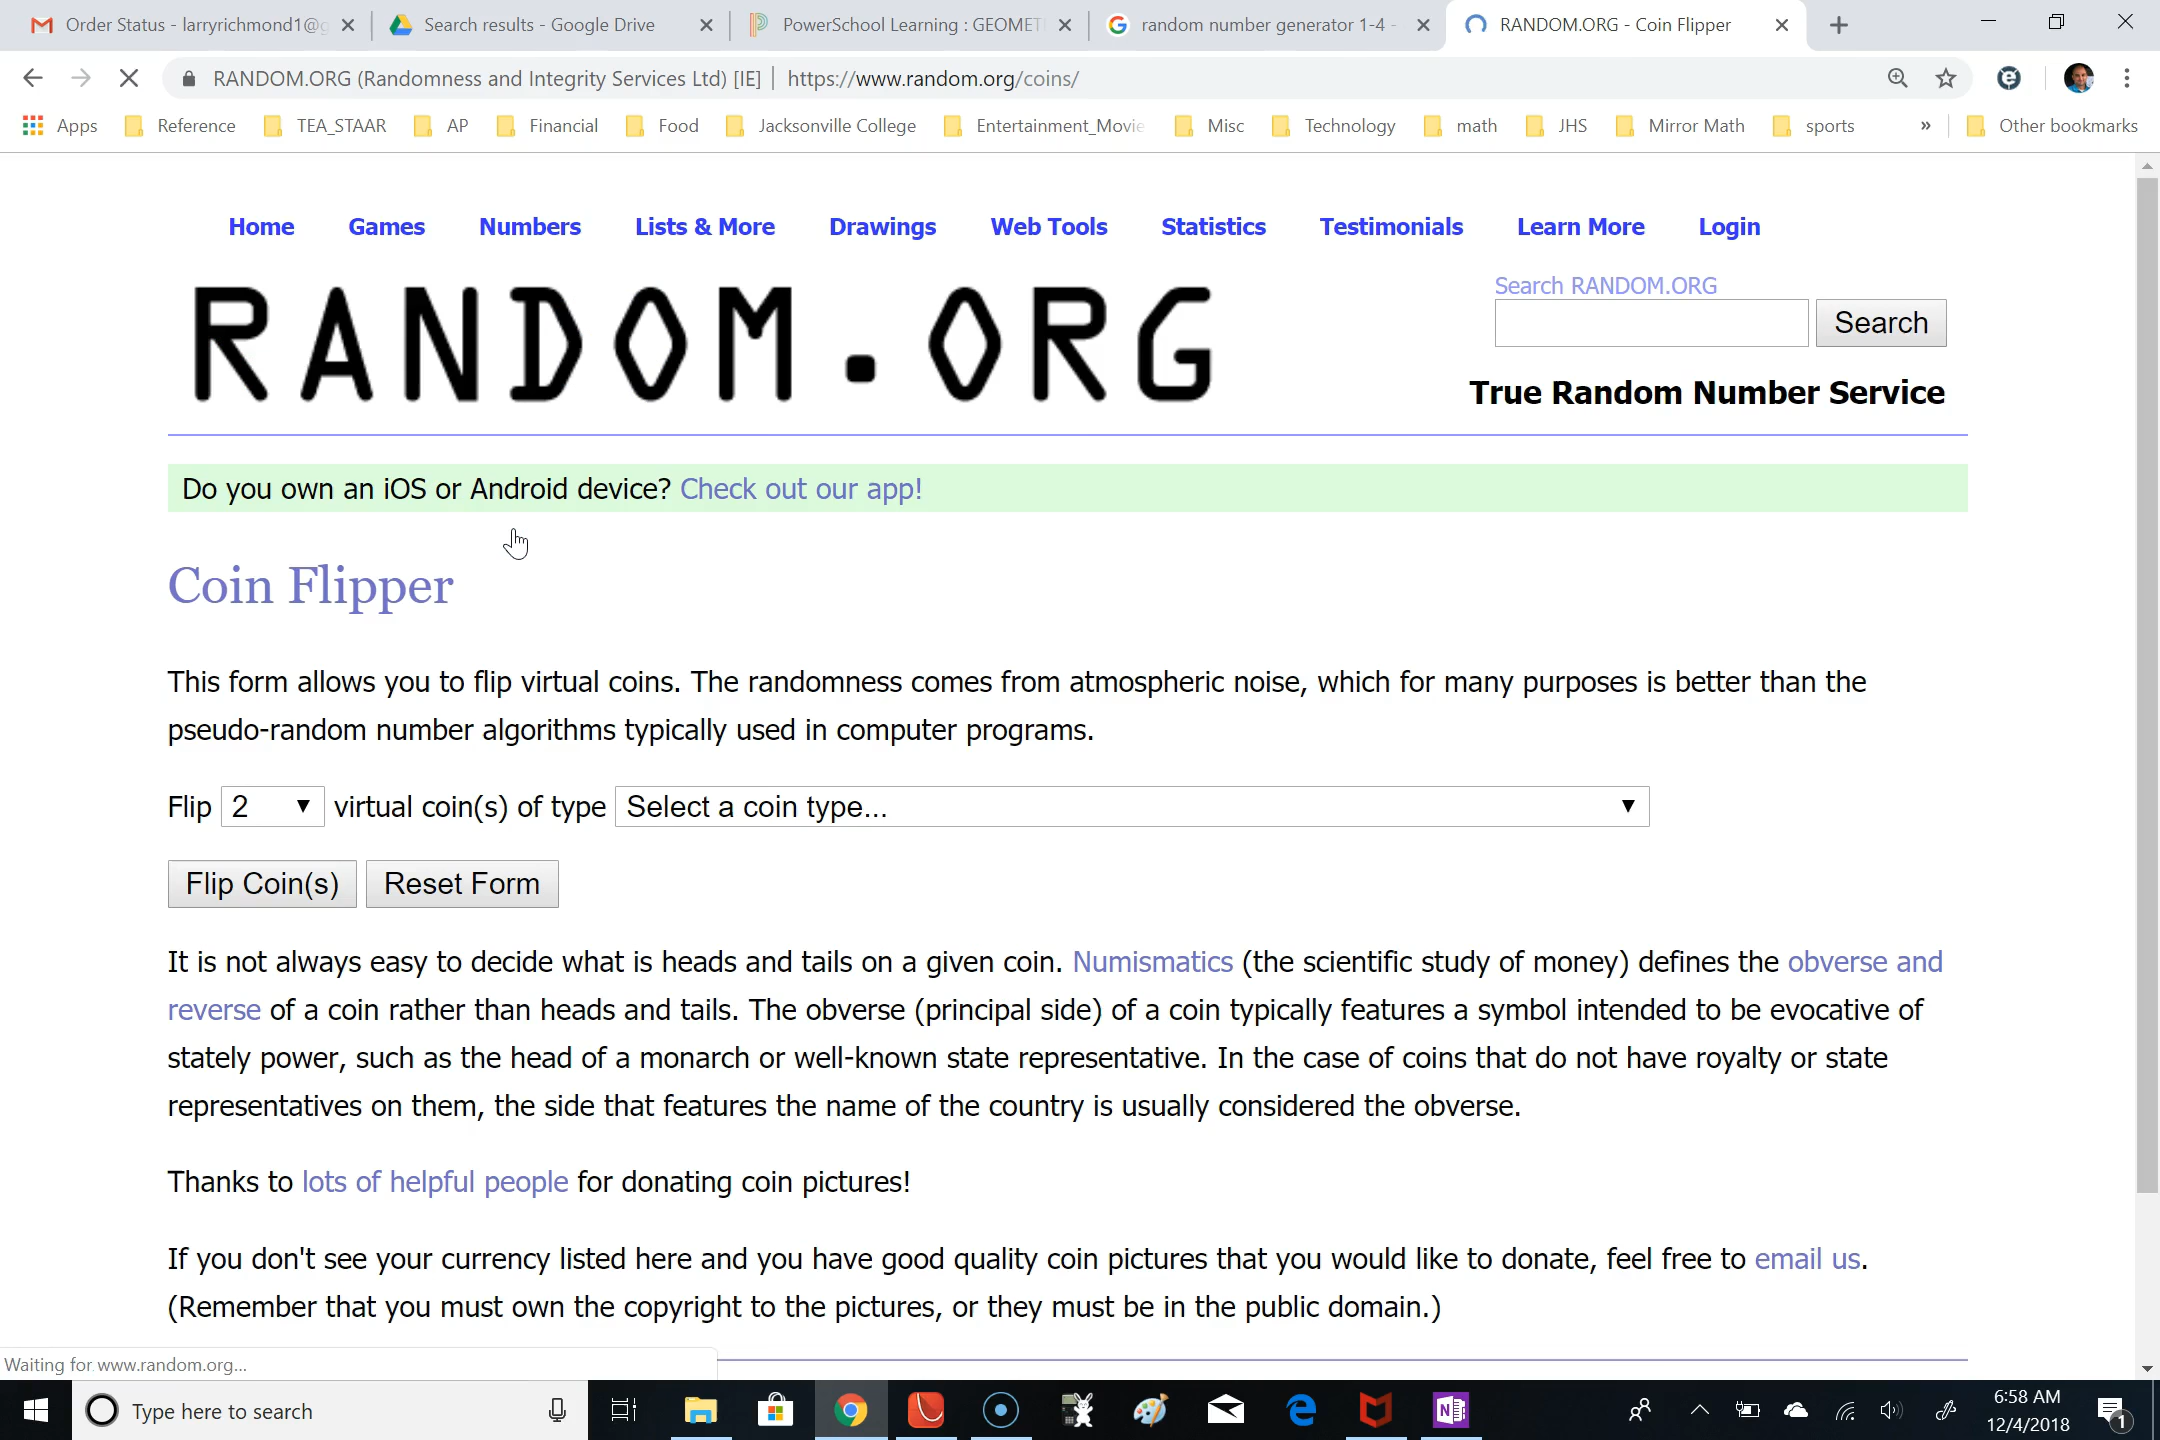 Order Status - larryrichmond1@g
Search results - Google Drive
PowerSchool Learning : GEOMET
random number generator 1-4 -
RANDOM.ORG - Coin Flipper
RANDOM.ORG (Randomness and Integrity Services Ltd) [IE] | https://www.random.org/coins/
Apps Reference TEA_STAAR AP Financial Food Jacksonville College Entertainment_Movie Misc Technology math JHS Mirror Math sports » Other bookmarks
Home Games Numbers Lists & More Drawings Web Tools Statistics Testimonials Learn More Login
RANDOM.ORG
Search RANDOM.ORG
Search
True Random Number Service
Do you own an iOS or Android device? Check out our app!
Coin Flipper
This form allows you to flip virtual coins. The randomness comes from atmospheric noise, which for many purposes is better than the
pseudo-random number algorithms typically used in computer programs.
Flip 2 virtual coin(s) of type Select a coin type...
Flip Coin(s) Reset Form
It is not always easy to decide what is heads and tails on a given coin. Numismatics (the scientific study of money) defines the obverse and
reverse of a coin rather than heads and tails. The obverse (principal side) of a coin typically features a symbol intended to be evocative of
stately power, such as the head of a monarch or well-known state representative. In the case of coins that do not have royalty or state
representatives on them, the side that features the name of the country is usually considered the obverse.
Thanks to lots of helpful people for donating coin pictures!
If you don't see your currency listed here and you have good quality coin pictures that you would like to donate, feel free to email us.
(Remember that you must own the copyright to the pictures, or they must be in the public domain.)
Waiting for www.random.org...
Type here to search
6:58 AM
12/4/2018
1